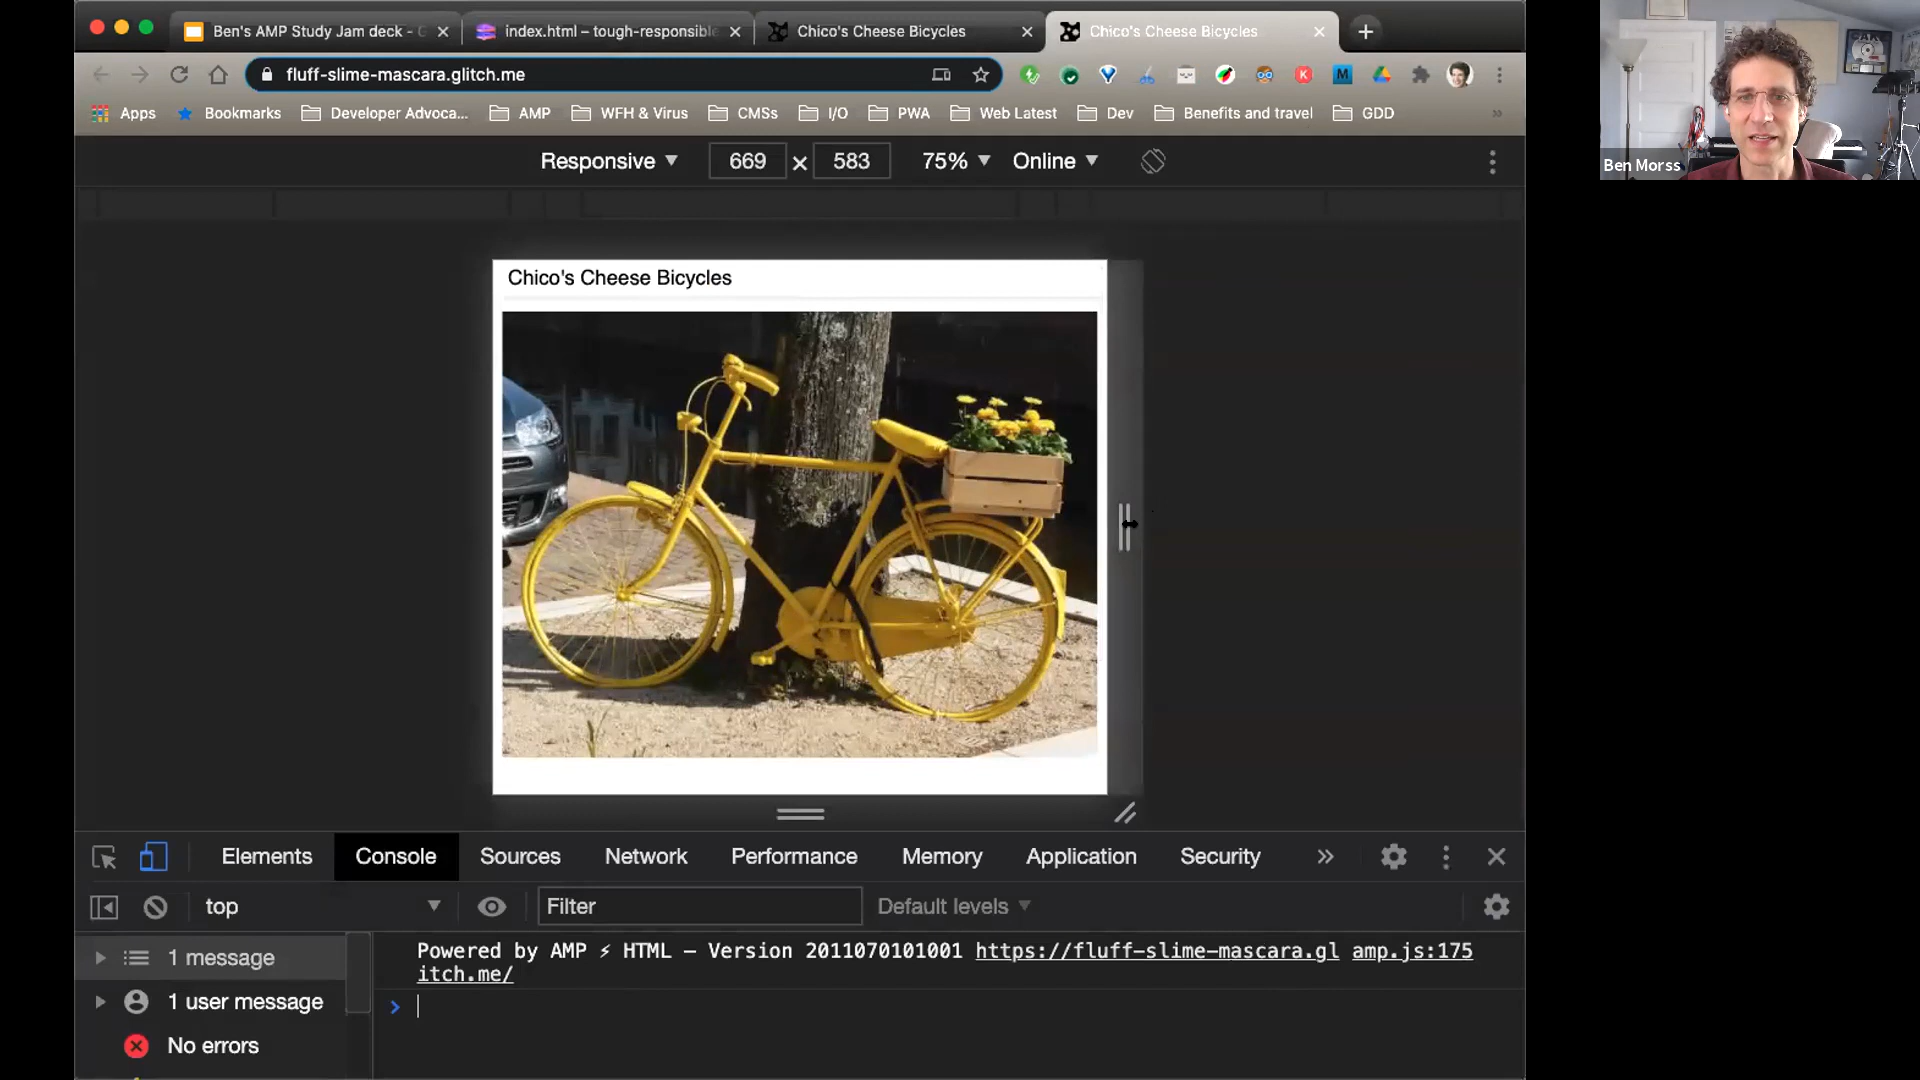 Ben's AMP Study Jam deck - G
index.html – tough-responsible
Chico's Cheese Bicycles
Chico's Cheese Bicycles
fluff-slime-mascara.glitch.me
Apps
Bookmarks
Developer Advoca...
AMP
WFH & Virus
CMSs
I/O
PWA
Web Latest
Dev
Benefits and travel
GDD
»
Responsive
669 × 583
75%
Online
Ben Morss
Chico's Cheese Bicycles
Elements
Console
Sources
Network
Performance
Memory
Application
Security
»
top
Filter
Default levels
1 message
1 user message
No errors
Powered by AMP ⚡ HTML – Version 2011070101001 https://fluff-slime-mascara.gl amp.js:175
itch.me/